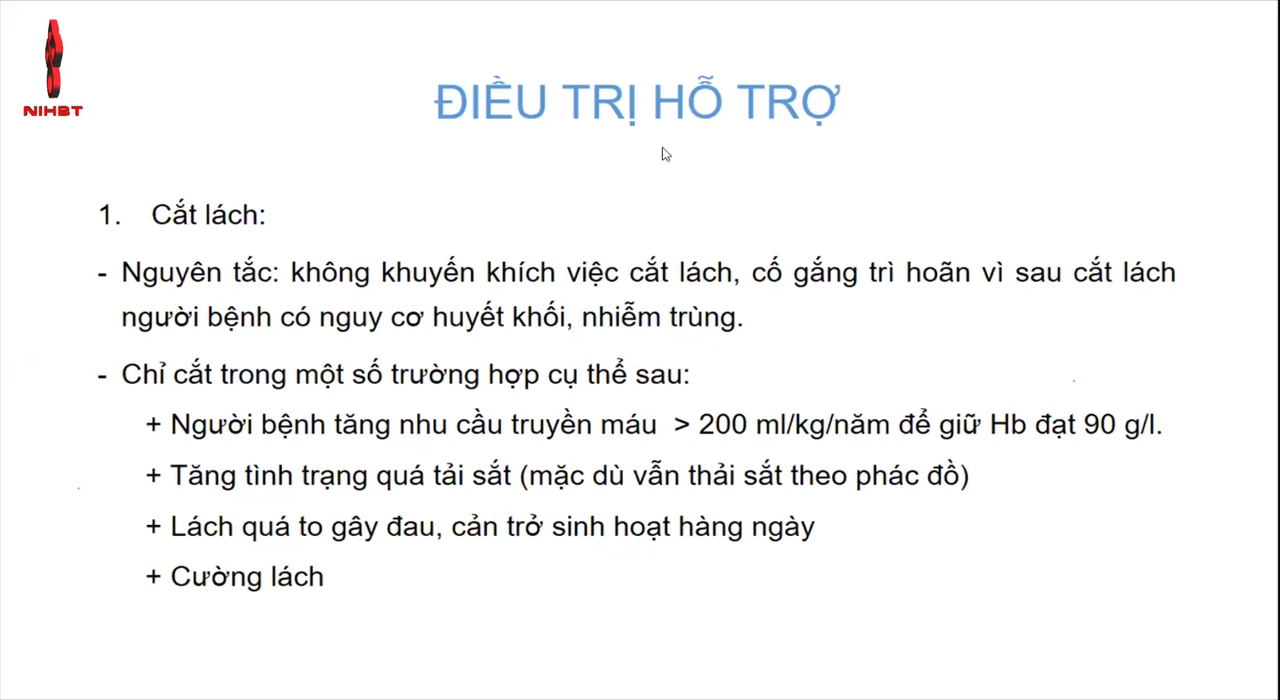 NIHBT
ĐIỀU TRỊ HỖ TRỢ
1. Cắt lách:
- Nguyên tắc: không khuyến khích việc cắt lách, cố gắng trì hoãn vì sau cắt lách
người bệnh có nguy cơ huyết khối, nhiễm trùng.
- Chỉ cắt trong một số trường hợp cụ thể sau:
+ Người bệnh tăng nhu cầu truyền máu > 200 ml/kg/năm để giữ Hb đạt 90 g/l.
+ Tăng tình trạng quá tải sắt (mặc dù vẫn thải sắt theo phác đồ)
+ Lách quá to gây đau, cản trở sinh hoạt hàng ngày
+ Cường lách